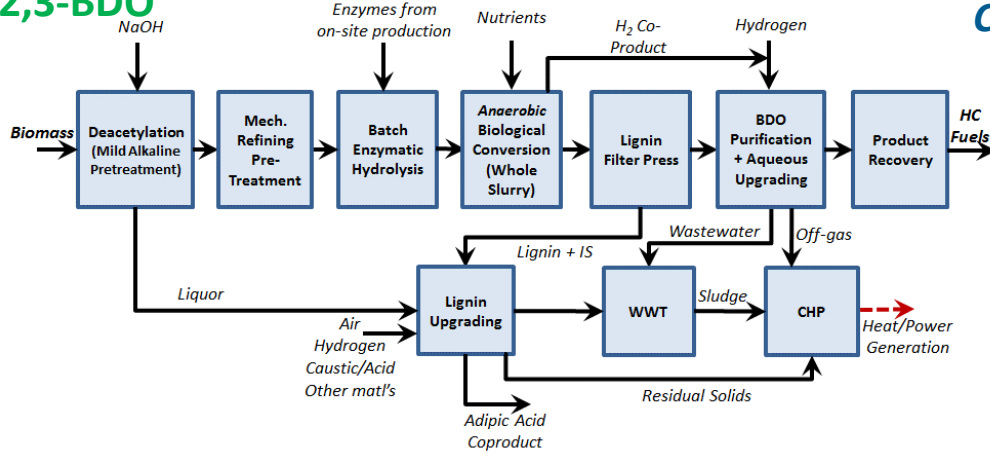 2,3-BDO
NaOH
Enzymes from
on-site production
Nutrients
H2 Co-
Product
Hydrogen
Biomass
Deacetylation
(Mild Alkaline
Pretreatment)
Mech.
Refining
Pre-
Treatment
Batch
Enzymatic
Hydrolysis
Anaerobic
Biological
Conversion
(Whole
Slurry)
Lignin
Filter Press
BDO
Purification
+ Aqueous
Upgrading
Product
Recovery
HC
Fuels
Liquor
Lignin + IS
Wastewater
Off-gas
Lignin
Upgrading
WWT
Sludge
CHP
Heat/Power
Generation
Air
Hydrogen
Caustic/Acid
Other matl's
Adipic Acid
Coproduct
Residual Solids